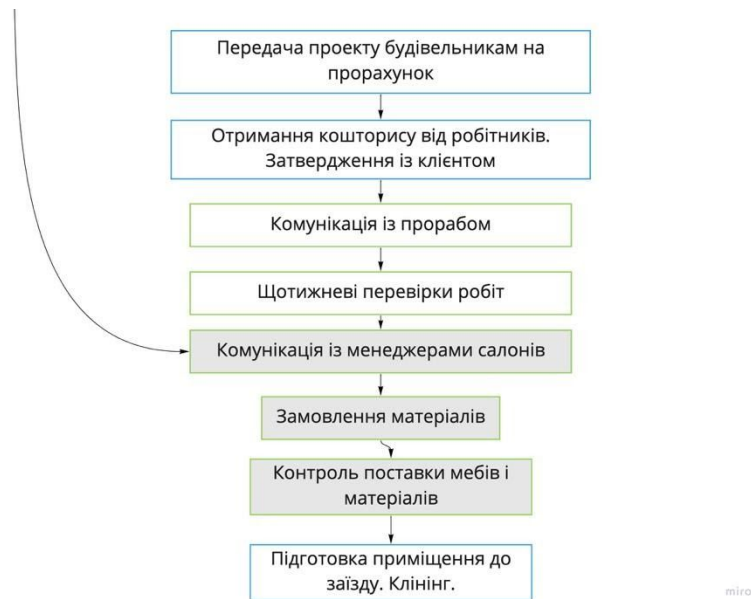 Передача проекту будівельникам на
прорахунок
Отримання кошторису від робітників.
Затвердження із клієнтом
Комунікація із прорабом
Щотижневі перевірки робіт
Комунікація із менеджерами салонів
Замовлення матеріалів
Контроль поставки мебів і
матеріалів
Підготовка приміщення до
заїзду. Клінінг.
miro